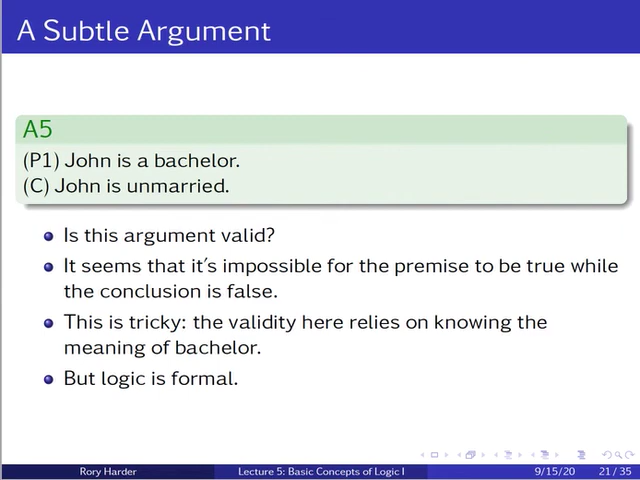 A Subtle Argument
A5
(P1) John is a bachelor.
(C) John is unmarried.
Is this argument valid?
It seems that it′s impossible for the premise to be true while
the conclusion is false.
This is tricky: the validity here relies on knowing the
meaning of bachelor.
But logic is formal.
Rory Harder Lecture 5: Basic Concepts of Logic I 9/15/20 21 / 35